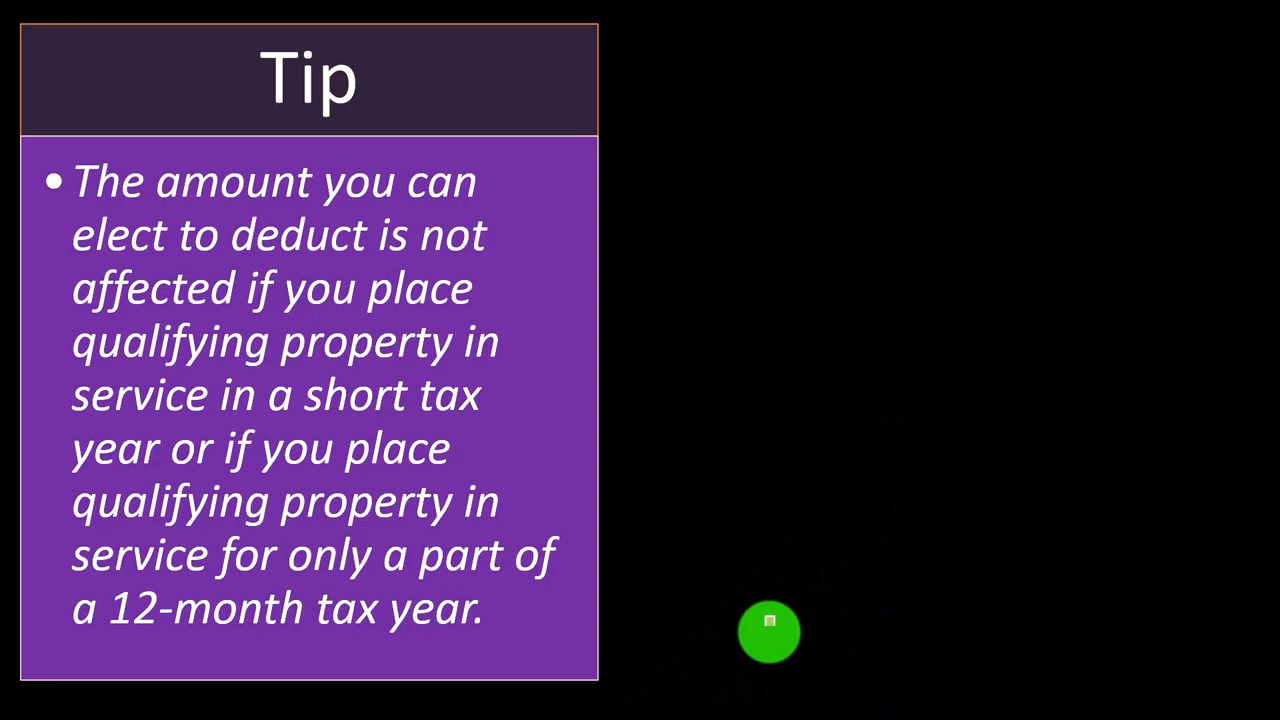 Tip
• The amount you can
elect to deduct is not
affected if you place
qualifying property in
service in a short tax
year or if you place
qualifying property in
service for only a part of
a 12-month tax year.